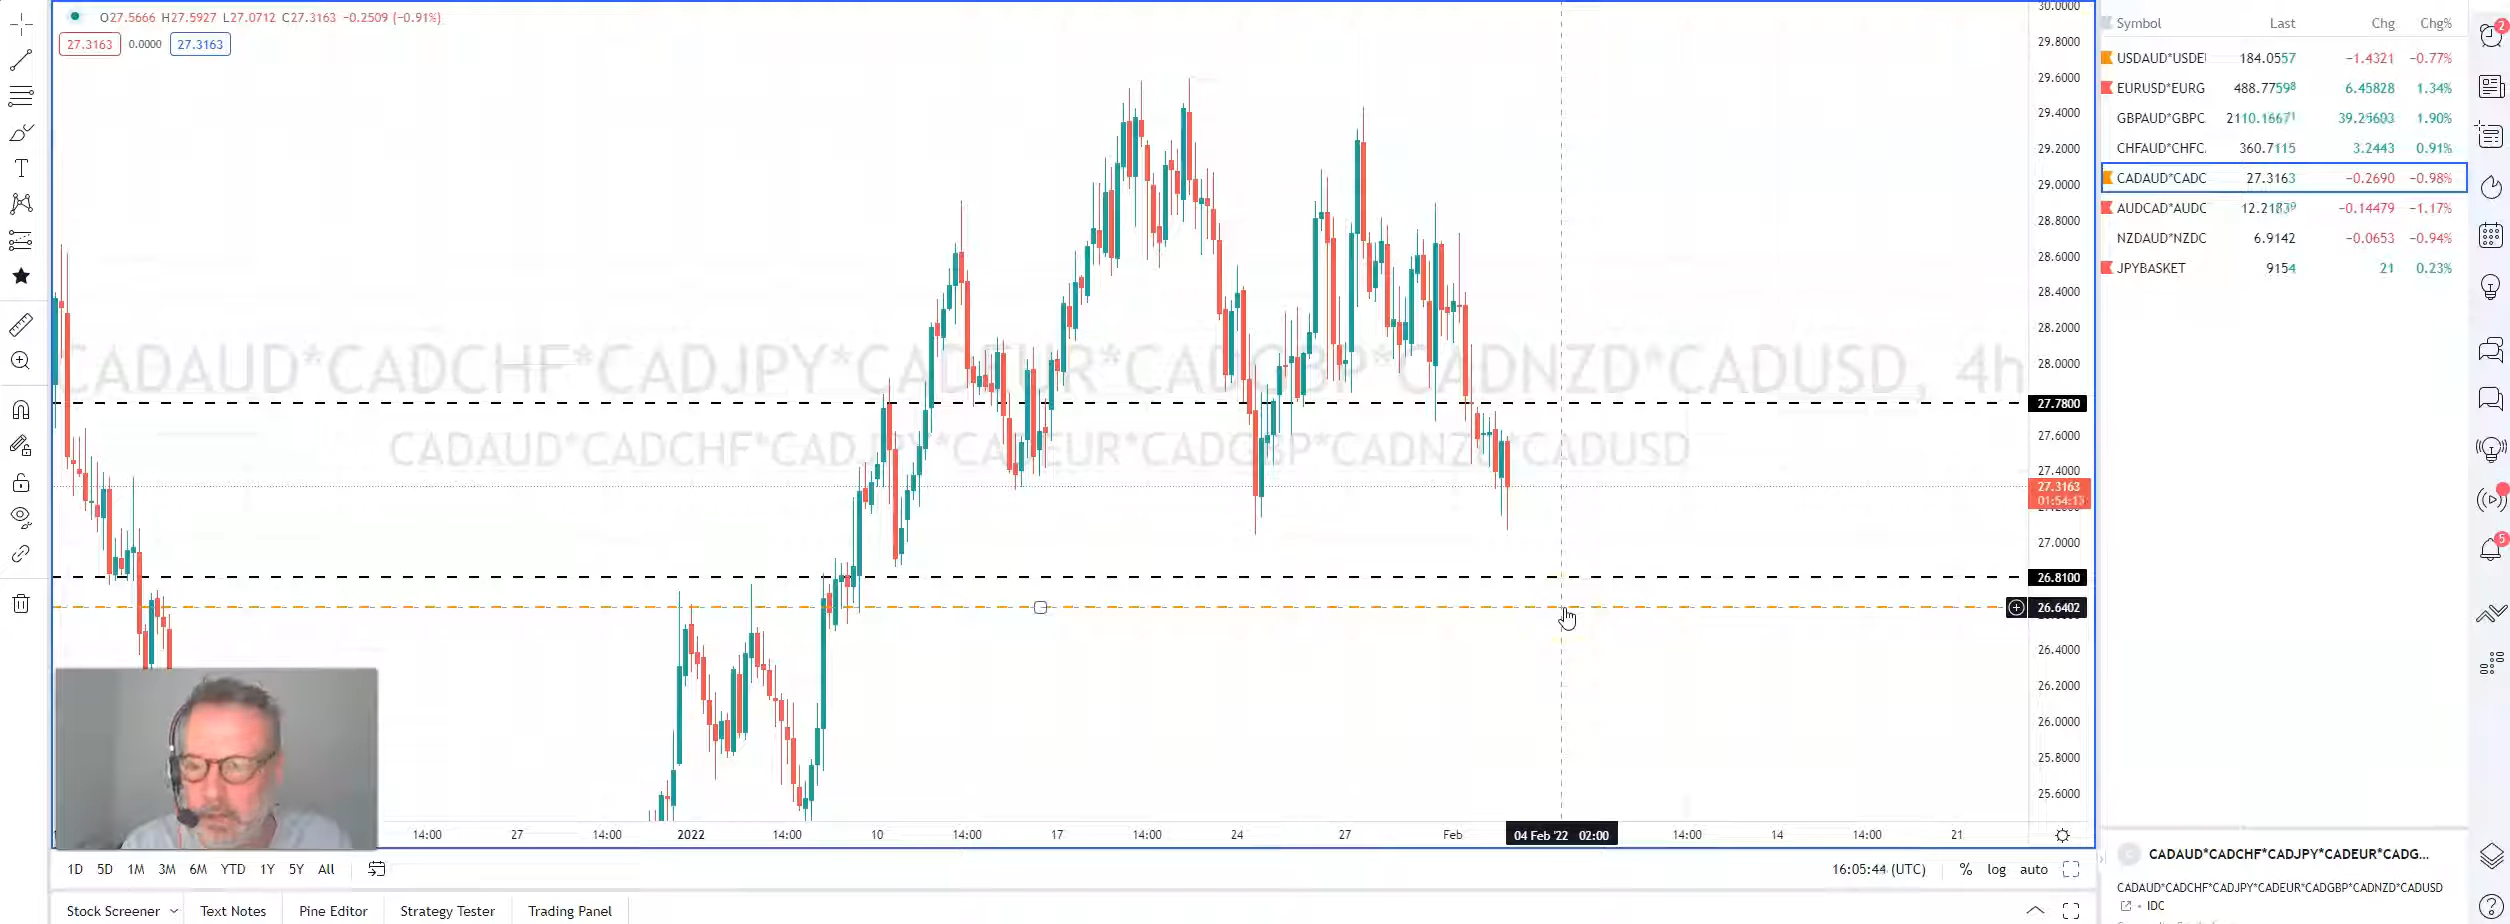 O27.5666 H27.5927 L27.0712 C27.3163 −0.2509 (−0.91%)
27.3163 0.0000 27.3163
CADAUD*CADCHF*CADJPY*CADEUR*CADGBP*CADNZD*CADUSD, 4h
CADAUD*CADCHF*CADJPY*CADEUR*CADGBP*CADNZD*CADUSD
30.0000
29.8000
29.6000
29.4000
29.2000
29.0000
28.8000
28.6000
28.4000
28.2000
28.0000
27.7800
27.6000
27.4000
27.3163
01:54:13
27.0000
26.8100
26.6402
26.4000
26.2000
26.0000
25.8000
25.6000
14:00 27 14:00 2022 14:00 10 14:00 17 14:00 24 27 Feb 04 Feb '22 02:00 14:00 14 14:00 21
1D 5D 1M 3M 6M YTD 1Y 5Y All
16:05:44 (UTC) % log auto
Stock Screener Text Notes Pine Editor Strategy Tester Trading Panel
Symbol Last Chg Chg%
USDAUD*USDE 184.0557 −1.4321 −0.77%
EURUSD*EURG 488.77598 6.45828 1.34%
GBPAUD*GBPC 2110.16671 39.25603 1.90%
CHFAUD*CHFC. 360.7115 3.2443 0.91%
CADAUD*CADC 27.3163 −0.2690 −0.98%
AUDCAD*AUDC 12.21839 −0.14479 −1.17%
NZDAUD*NZDC 6.9142 −0.0653 −0.94%
JPYBASKET 9154 21 0.23%
2
5
CADAUD*CADCHF*CADJPY*CADEUR*CADG...
CADAUD*CADCHF*CADJPY*CADEUR*CADGBP*CADNZD*CADUSD
• IDC